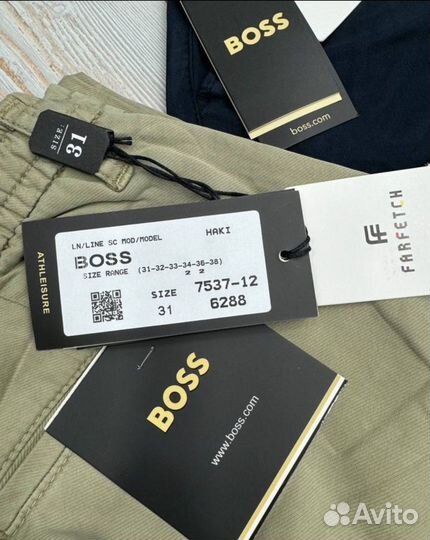 BOSS
boss.com
SIZE:
31
LN/LINE SC MOD/MODEL HAKI
BOSS
SIZE RANGE (31-32-33-34-36-38)
2 2
SIZE 7537-12
31 6288
ATHLEISURE
FF
FARFETCH
BOSS
www.boss.com
Avito